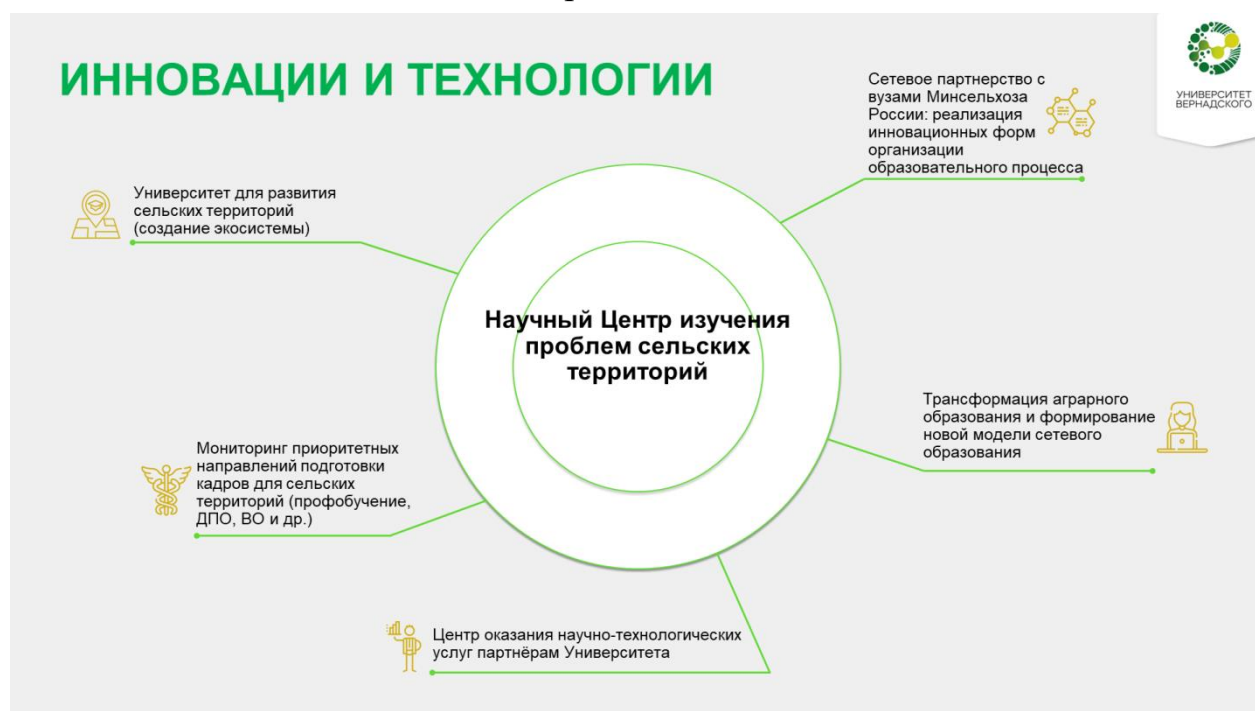 ИННОВАЦИИ И ТЕХНОЛОГИИ
УНИВЕРСИТЕТ
ВЕРНАДСКОГО
Сетевое партнерство с
вузами Минсельхоза
России: реализация
инновационных форм
организации
образовательного процесса
Университет для развития
сельских территорий
(создание экосистемы)
Научный Центр изучения
проблем сельских
территорий
Трансформация аграрного
образования и формирование
новой модели сетевого
образования
Мониторинг приоритетных
направлений подготовки
кадров для сельских
территорий (профобучение,
ДПО, ВО и др.)
Центр оказания научно-технологических
услуг партнёрам Университета